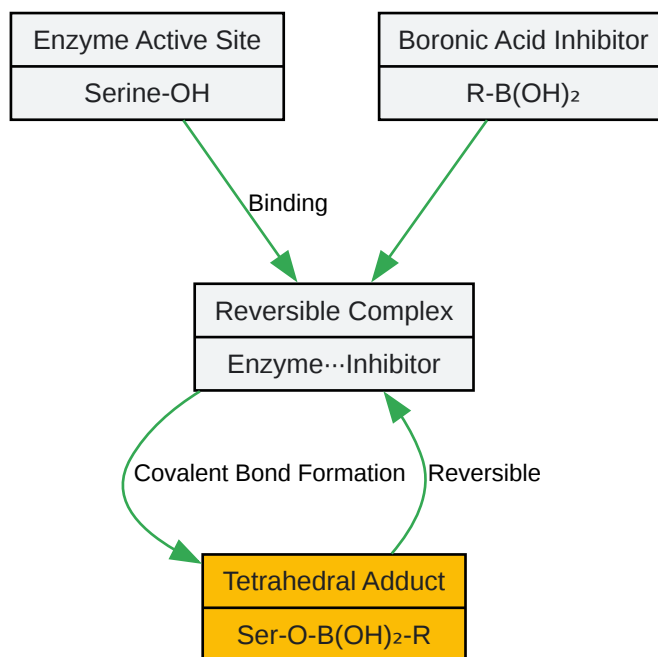 Enzyme Active Site
Serine-OH
Boronic Acid Inhibitor
R-B(OH)₂
Binding
Reversible Complex
Enzyme···Inhibitor
Covalent Bond Formation
Reversible
Tetrahedral Adduct
Ser-O-B(OH)₂-R